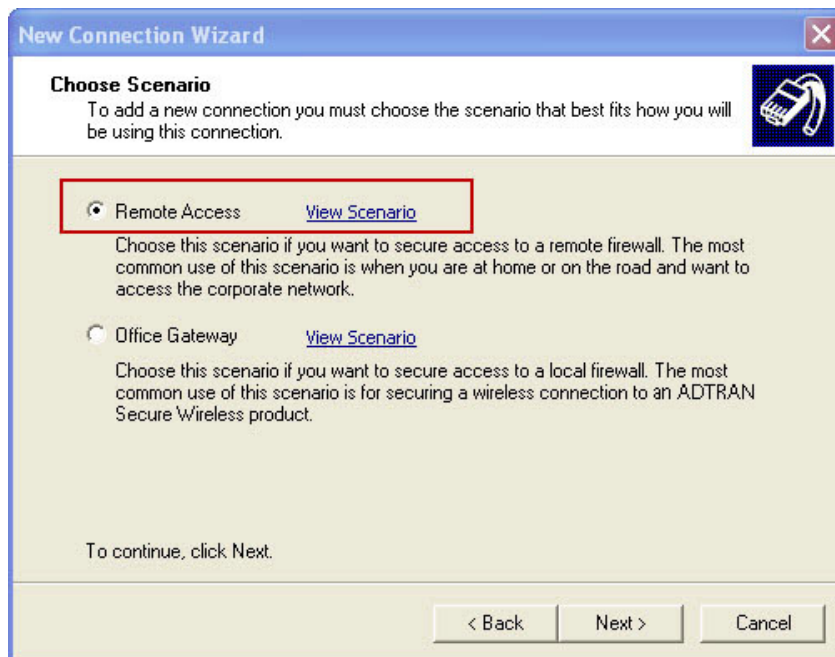 New Connection Wizard
Choose Scenario
To add a new connection you must choose the scenario that best fits how you will
be using this connection.
Remote Access View Scenario
Choose this scenario if you want to secure access to a remote firewall. The most
common use of this scenario is when you are at home or on the road and want to
access the corporate network.
Office Gateway View Scenario
Choose this scenario if you want to secure access to a local firewall. The most
common use of this scenario is for securing a wireless connection to an ADTRAN
Secure Wireless product.
To continue, click Next.
< Back Next > Cancel